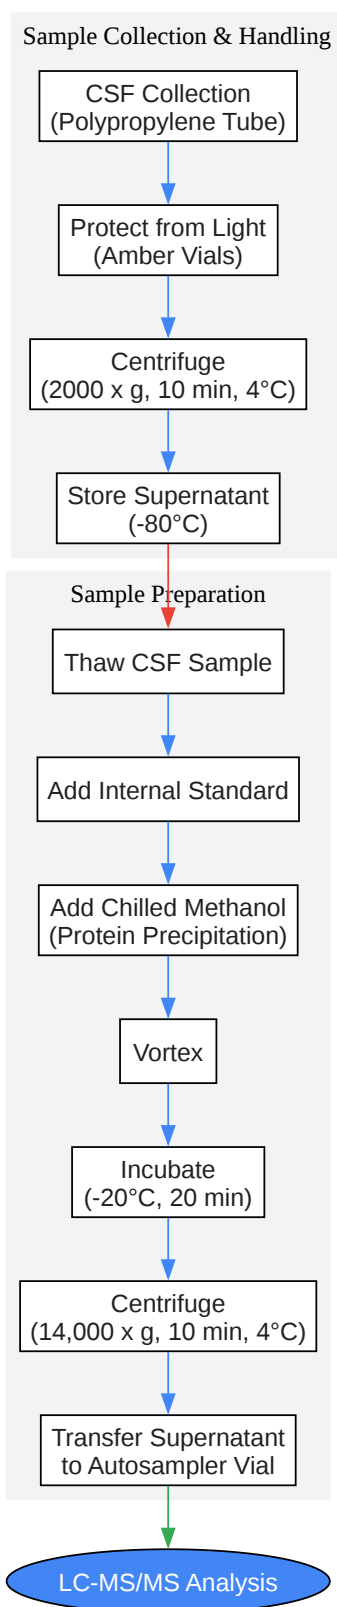 Sample Collection & Handling
CSF Collection
(Polypropylene Tube)
Protect from Light
(Amber Vials)
Centrifuge
(2000 x g, 10 min, 4°C)
Store Supernatant
(-80°C)
Sample Preparation
Thaw CSF Sample
Add Internal Standard
Add Chilled Methanol
(Protein Precipitation)
Vortex
Incubate
(-20°C, 20 min)
Centrifuge
(14,000 x g, 10 min, 4°C)
Transfer Supernatant
to Autosampler Vial
LC-MS/MS Analysis